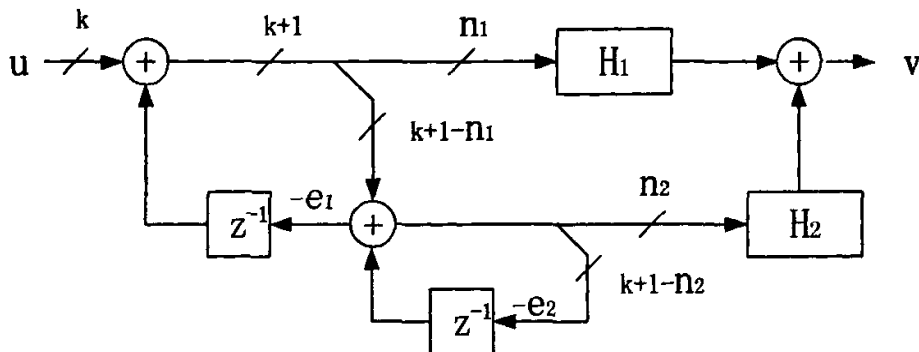 k
k+1
n₁
u
+
H₁
+
v
k+1-n₁
n₂
-e₁
z⁻¹
+
H₂
k+1-n₂
z⁻¹
-e₂